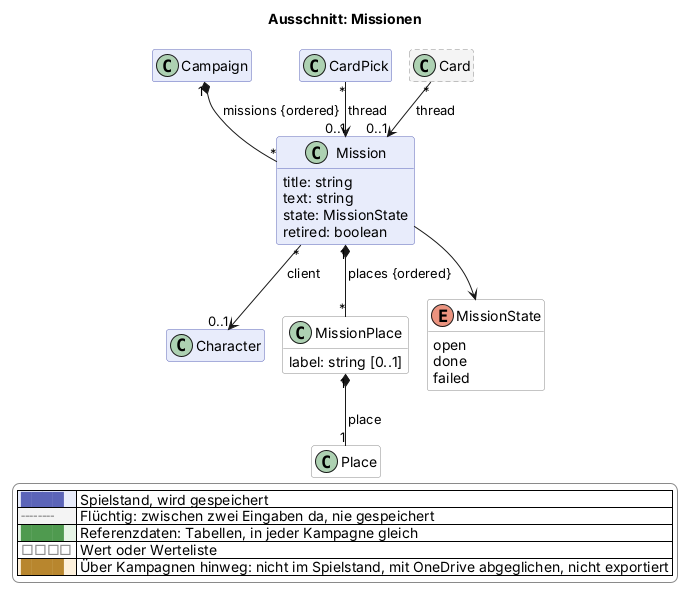 Ausschnitt: Missionen
C Campaign
C CardPick
C Card
1
missions {ordered}
*
* thread
0..1
* thread
0..1
C Mission
title: string
text: string
state: MissionState
retired: boolean
* client
0..1
1 places {ordered}
*
C Character
C MissionPlace
label: string [0..1]
E MissionState
open
done
failed
1 place
1
C Place
Spielstand, wird gespeichert
Flüchtig: zwischen zwei Eingaben da, nie gespeichert
Referenzdaten: Tabellen, in jeder Kampagne gleich
Wert oder Werteliste
Über Kampagnen hinweg: nicht im Spielstand, mit OneDrive abgeglichen, nicht exportiert